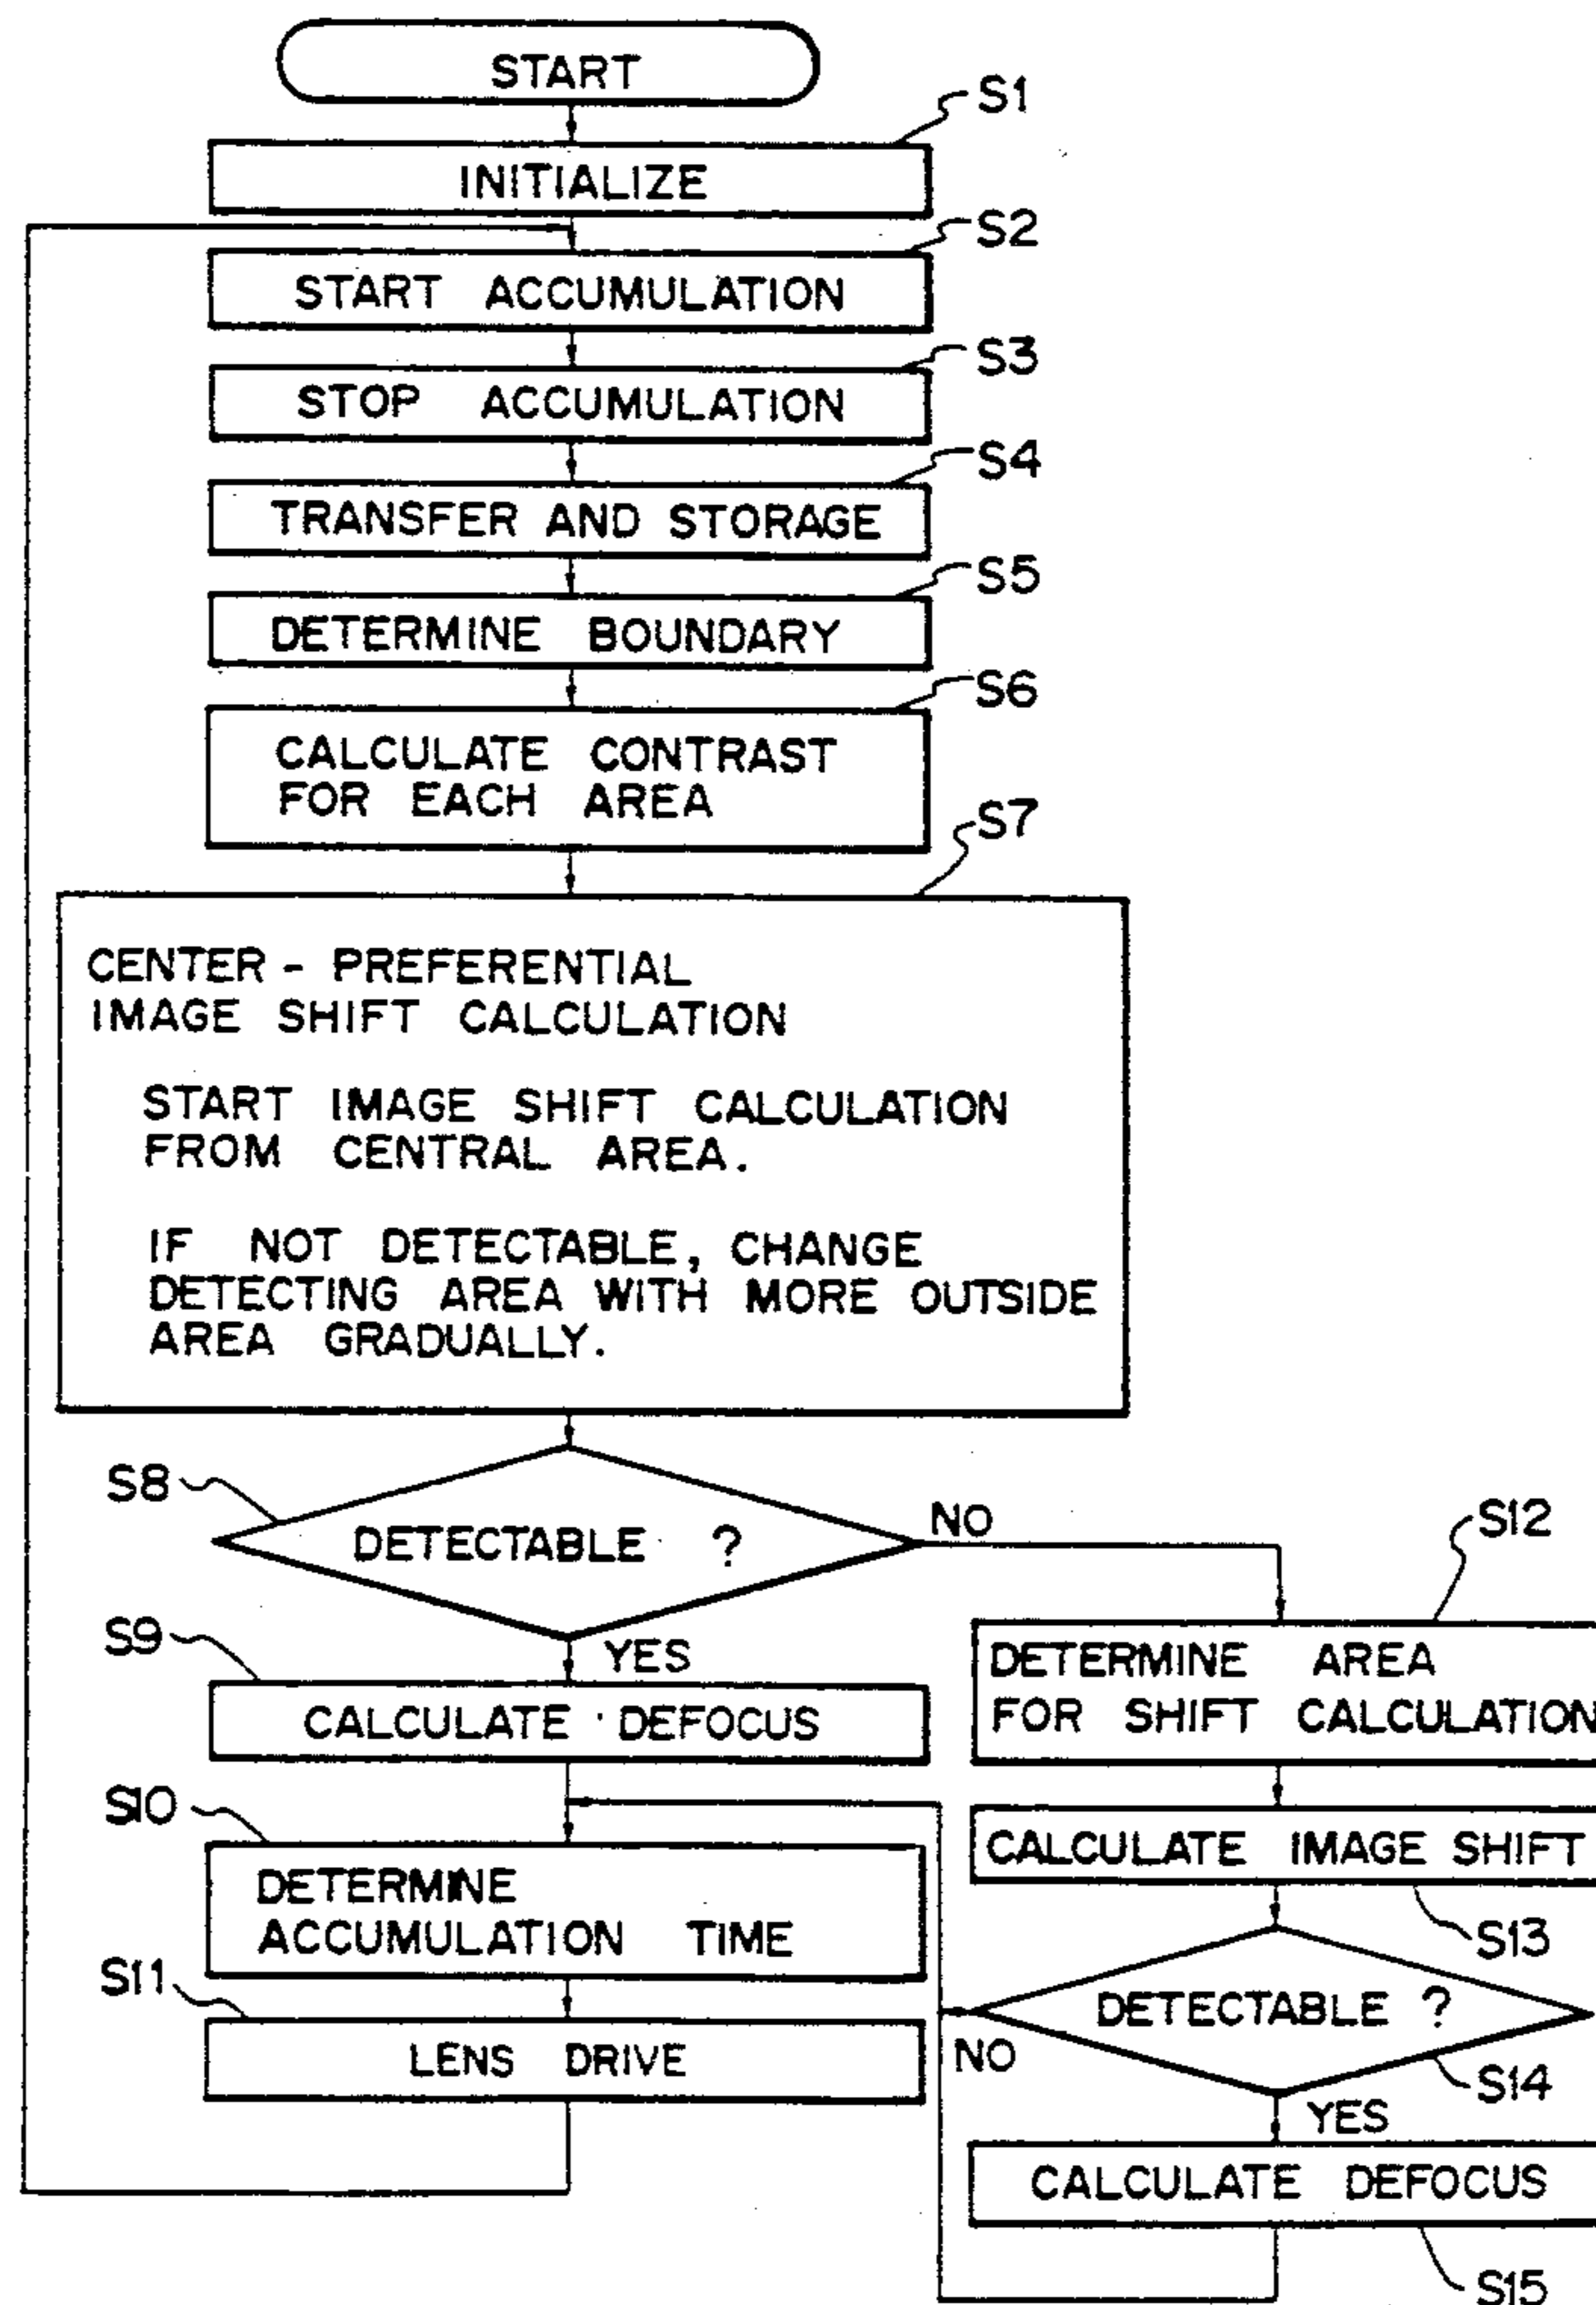 START
S1
INITIALIZE
S2
START ACCUMULATION
S3
STOP ACCUMULATION
S4
TRANSFER AND STORAGE
S5
DETERMINE BOUNDARY
S6
CALCULATE CONTRAST
FOR EACH AREA
S7
CENTER - PREFERENTIAL
IMAGE SHIFT CALCULATION
START IMAGE SHIFT CALCULATION
FROM CENTRAL AREA.
IF NOT DETECTABLE, CHANGE
DETECTING AREA WITH MORE OUTSIDE
AREA GRADUALLY.
S8
DETECTABLE ?
NO
YES
S9
CALCULATE DEFOCUS
S10
DETERMINE
ACCUMULATION TIME
S11
LENS DRIVE
S12
DETERMINE AREA
FOR SHIFT CALCULATION
CALCULATE IMAGE SHIFT
S13
DETECTABLE ?
NO
S14
YES
CALCULATE DEFOCUS
S15